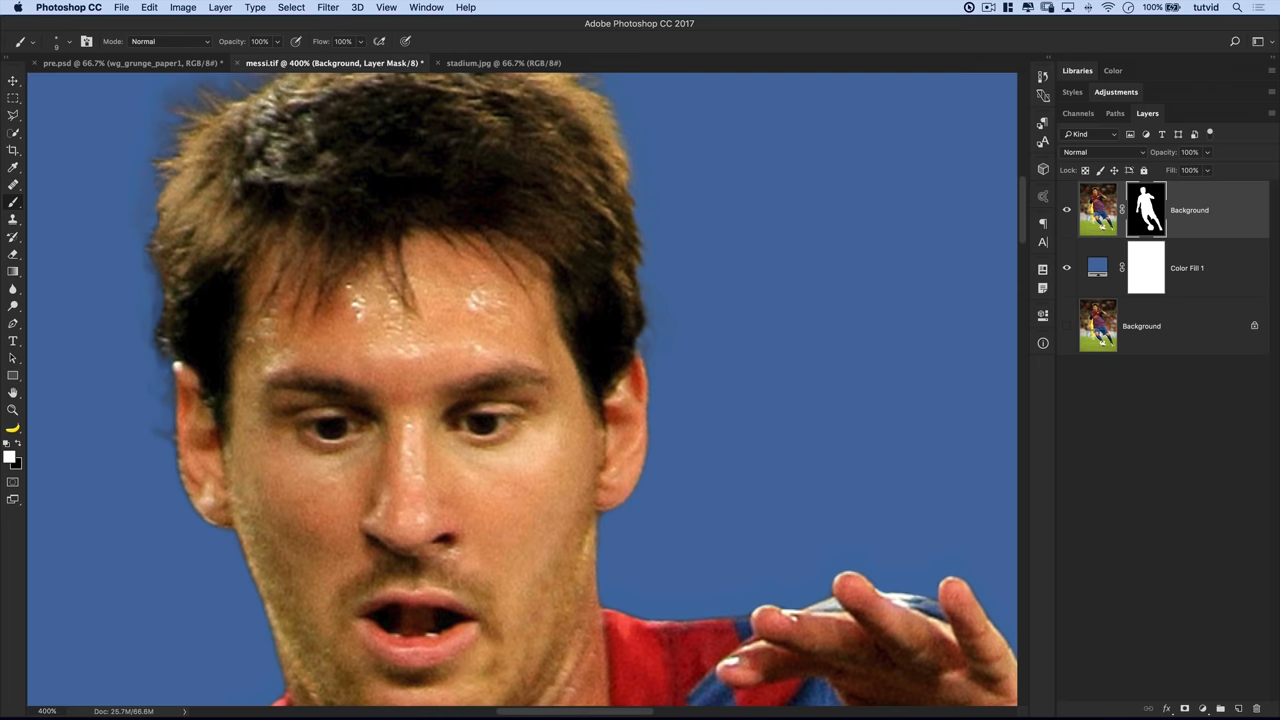 Photoshop CC File Edit Image Layer Type Select Filter 3D View Window Help 100% tutvid
Adobe Photoshop CC 2017
9 Mode: Normal Opacity: 100% Flow: 100%
× pre.psd @ 66.7% (wg_grunge_paper1, RGB/8#) * × messi.tif @ 400% (Background, Layer Mask/8) * × stadium.jpg @ 66.7% (RGB/8)
Libraries Color
Styles Adjustments
Channels Paths Layers
Kind
Normal Opacity: 100%
Lock: Fill: 100%
Background
Color Fill 1
Background
400% Doc: 25.7M/66.6M